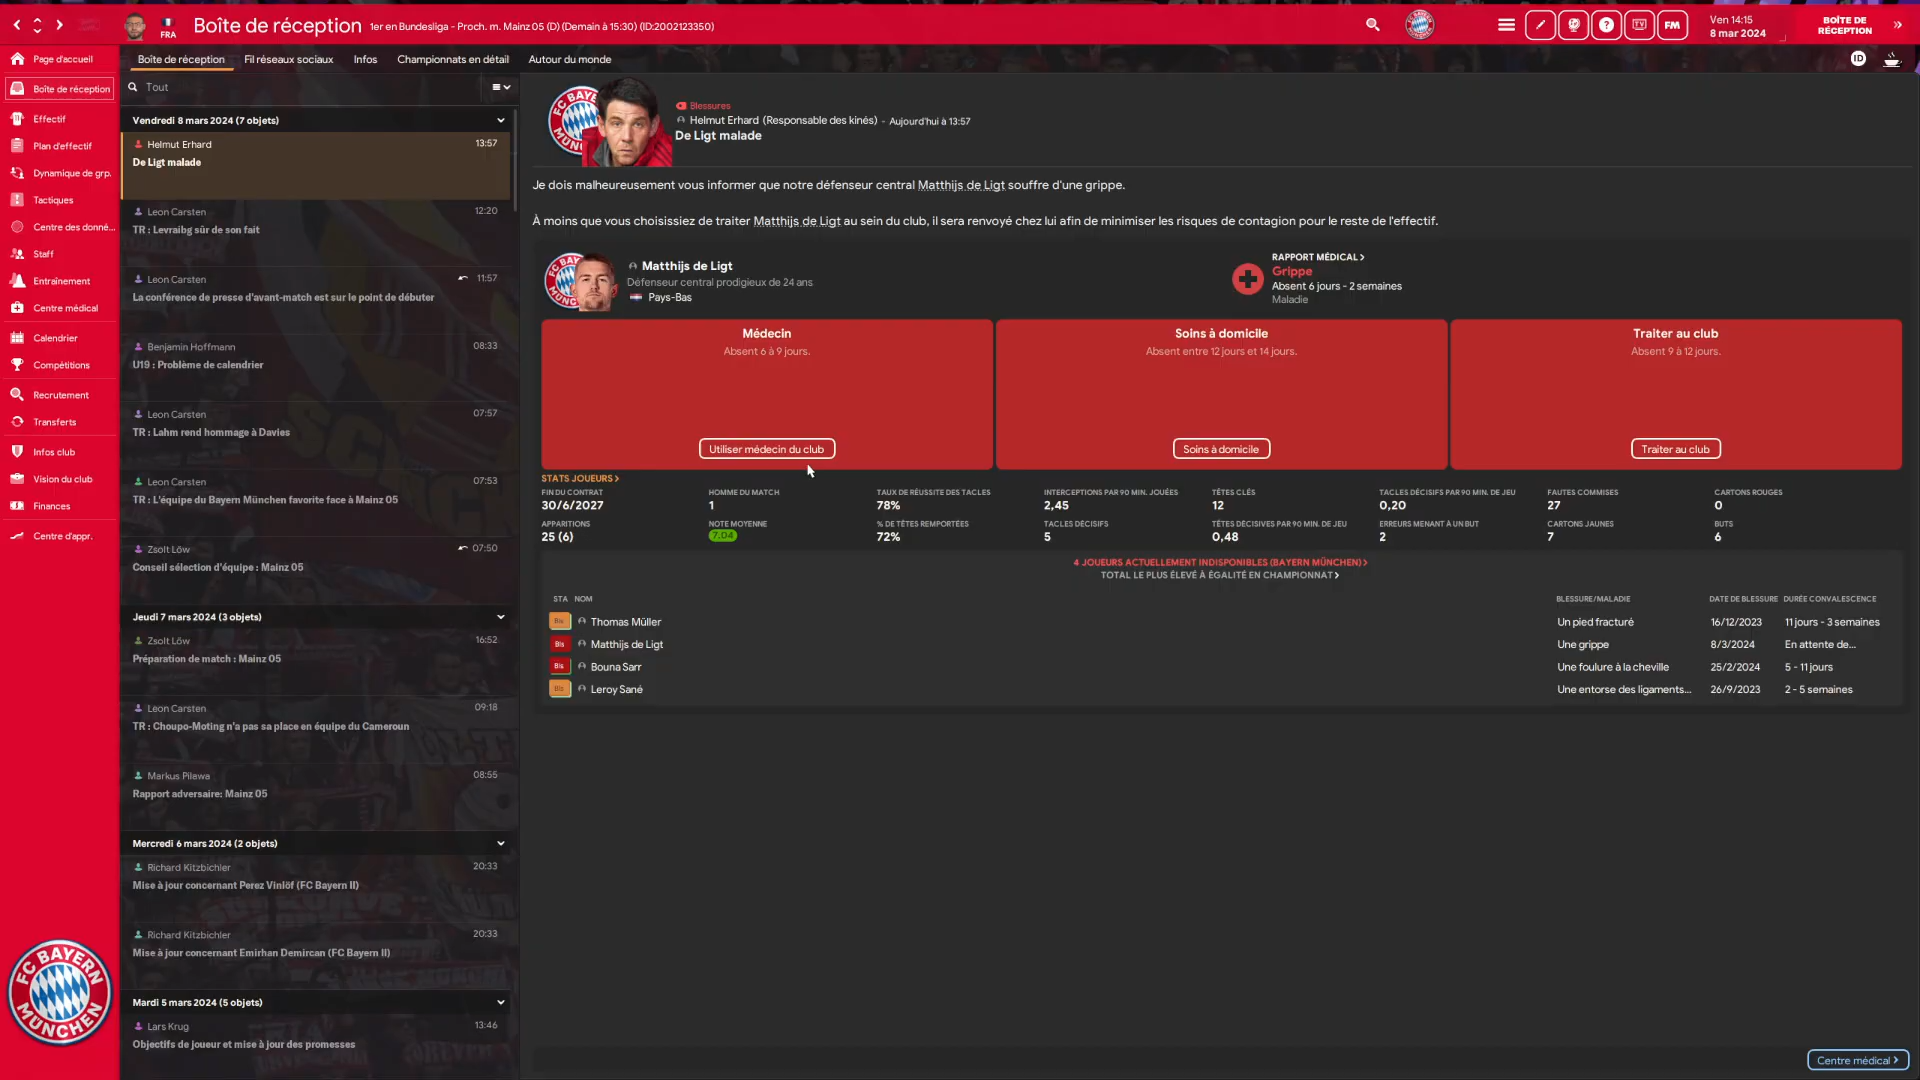 FRA
Boîte de réception
1er en Bundesliga - Proch. m. Mainz 05 (D) (Demain à 15:30) (ID:2002123350)
FM
Ven 14:15
8 mar 2024
BOÎTE DE
RÉCEPTION
Page d'accueil
Boîte de réception
Effectif
Plan d'effectif
Dynamique de grp.
Tactiques
Centre des donné...
Staff
Entraînement
Centre médical
Calendrier
Compétitions
Recrutement
Transferts
Infos club
Vision du club
Finances
Centre d'appr.
FC BAYERN
MÜNCHEN
Boîte de réception
Fil réseaux sociaux
Infos
Championnats en détail
Autour du monde
ID
Tout
Vendredi 8 mars 2024 (7 objets)
Helmut Erhard 13:57
De Ligt malade
Leon Carsten 12:20
TR : Levraibg sûr de son fait
Leon Carsten 11:57
La conférence de presse d'avant-match est sur le point de débuter
Benjamin Hoffmann 08:33
U19 : Problème de calendrier
Leon Carsten 07:57
TR : Lahm rend hommage à Davies
Leon Carsten 07:53
TR : L'équipe du Bayern München favorite face à Mainz 05
Zsolt Löw 07:50
Conseil sélection d'équipe : Mainz 05
Jeudi 7 mars 2024 (3 objets)
Zsolt Löw 16:52
Préparation de match : Mainz 05
Leon Carsten 09:18
TR : Choupo-Moting n'a pas sa place en équipe du Cameroun
Markus Pilawa 08:55
Rapport adversaire: Mainz 05
Mercredi 6 mars 2024 (2 objets)
Richard Kitzbichler 20:33
Mise à jour concernant Perez Vinlöf (FC Bayern II)
Richard Kitzbichler 20:33
Mise à jour concernant Emirhan Demircan (FC Bayern II)
Mardi 5 mars 2024 (5 objets)
Lars Krug 13:46
Objectifs de joueur et mise à jour des promesses
Blessures
Helmut Erhard (Responsable des kinés) - Aujourd'hui à 13:57
De Ligt malade
Je dois malheureusement vous informer que notre défenseur central Matthijs de Ligt souffre d'une grippe.
À moins que vous choisissiez de traiter Matthijs de Ligt au sein du club, il sera renvoyé chez lui afin de minimiser les risques de contagion pour le reste de l'effectif.
Matthijs de Ligt
Défenseur central prodigieux de 24 ans
Pays-Bas
RAPPORT MÉDICAL >
Grippe
Absent 6 jours - 2 semaines
Maladie
Médecin
Absent 6 à 9 jours.
Utiliser médecin du club
Soins à domicile
Absent entre 12 jours et 14 jours.
Soins à domicile
Traiter au club
Absent 9 à 12 jours.
Traiter au club
STATS JOUEURS >
FIN DU CONTRAT HOMME DU MATCH TAUX DE RÉUSSITE DES TACLES INTERCEPTIONS PAR 90 MIN. JOUÉES TÊTES CLÉS TACLES DÉCISIFS PAR 90 MIN. DE JEU FAUTES COMMISES CARTONS ROUGES
30/6/2027 1 78% 2,45 12 0,20 27 0
APPARITIONS NOTE MOYENNE % DE TÊTES REMPORTÉES TACLES DÉCISIFS TÊTES DÉCISIVES PAR 90 MIN. DE JEU ERREURS MENANT À UN BUT CARTONS JAUNES BUTS
25 (6) 7.04 72% 5 0,48 2 7 6
4 JOUEURS ACTUELLEMENT INDISPONIBLES (BAYERN MÜNCHEN) >
TOTAL LE PLUS ÉLEVÉ À ÉGALITÉ EN CHAMPIONNAT >
STA NOM BLESSURE/MALADIE DATE DE BLESSURE DURÉE CONVALESCENCE
Bls Thomas Müller Un pied fracturé 16/12/2023 11 jours - 3 semaines
Bls Matthijs de Ligt Une grippe 8/3/2024 En attente de...
Bls Bouna Sarr Une foulure à la cheville 25/2/2024 5 - 11 jours
Bls Leroy Sané Une entorse des ligaments... 26/9/2023 2 - 5 semaines
Centre médical >